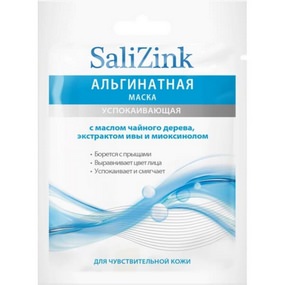 SaliZink
АЛЬГИНАТНАЯ
МАСКА
УСПОКАИВАЮЩАЯ
с маслом чайного дерева,
экстрактом ивы и миоксинолом
• Борется с прыщами
• Выравнивает цвет лица
• Успокаивает и смягчает
ДЛЯ ЧУВСТВИТЕЛЬНОЙ КОЖИ